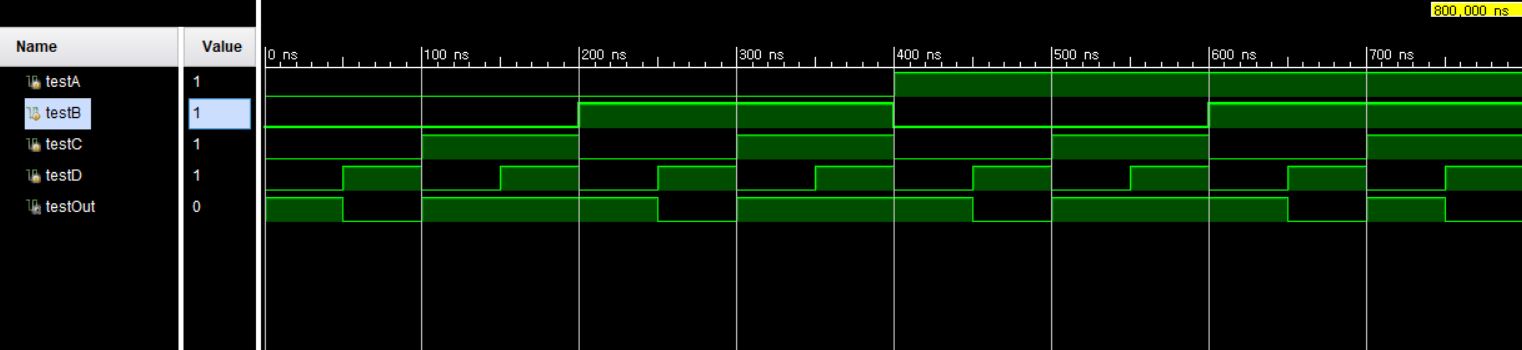 800,000 ns
Name Value
0 ns 100 ns 200 ns 300 ns 400 ns 500 ns 600 ns 700 ns
testA 1
testB 1
testC 1
testD 1
testOut 0